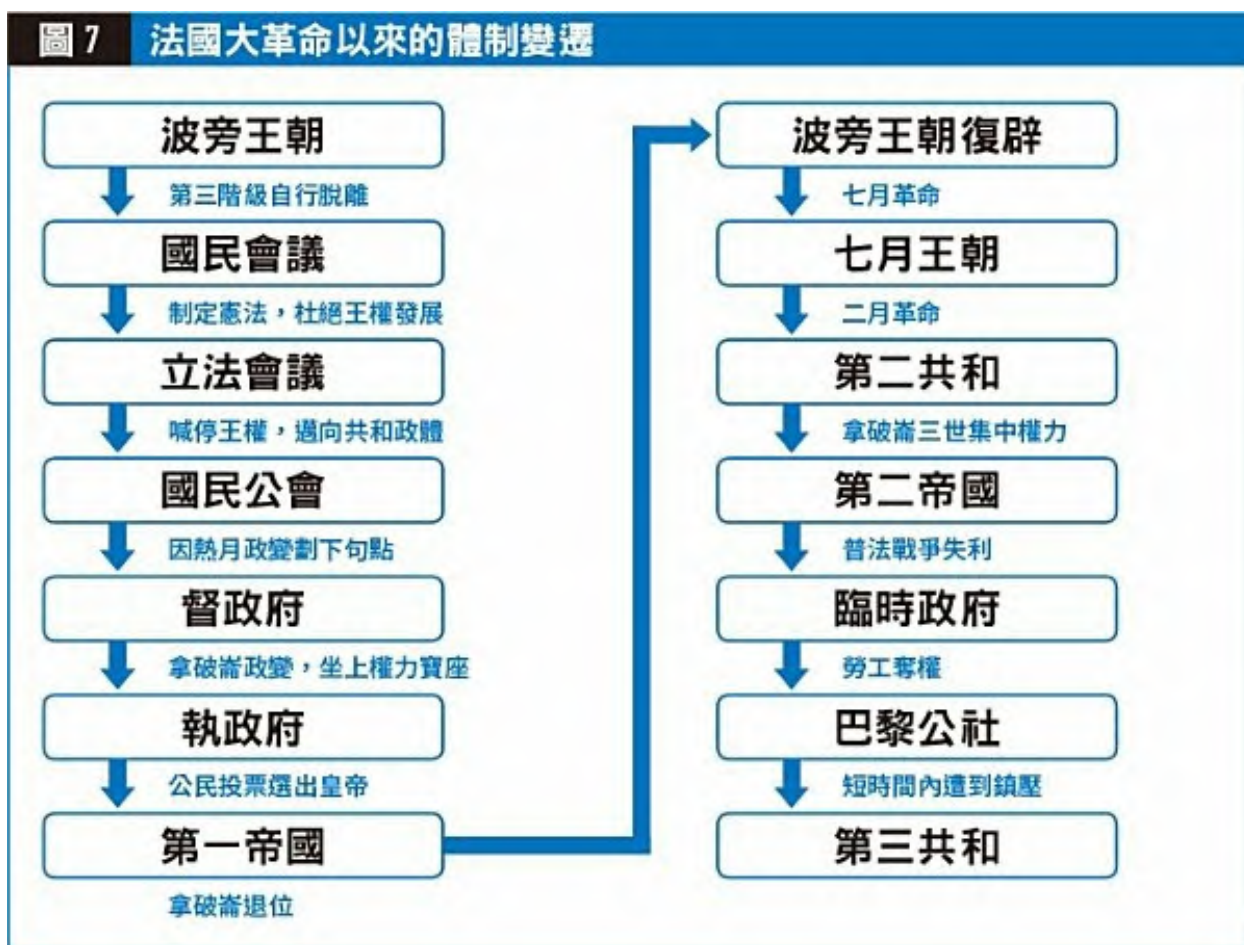 圖7 法國大革命以來的體制變遷
波旁王朝
第三階級自行脫離
國民會議
制定憲法，杜絕王權發展
立法會議
喊停王權，邁向共和政體
國民公會
因熱月政變劃下句點
督政府
拿破崙政變，坐上權力寶座
執政府
公民投票選出皇帝
第一帝國
拿破崙退位
波旁王朝復辟
七月革命
七月王朝
二月革命
第二共和
拿破崙三世集中權力
第二帝國
普法戰爭失利
臨時政府
勞工奪權
巴黎公社
短時間內遭到鎮壓
第三共和